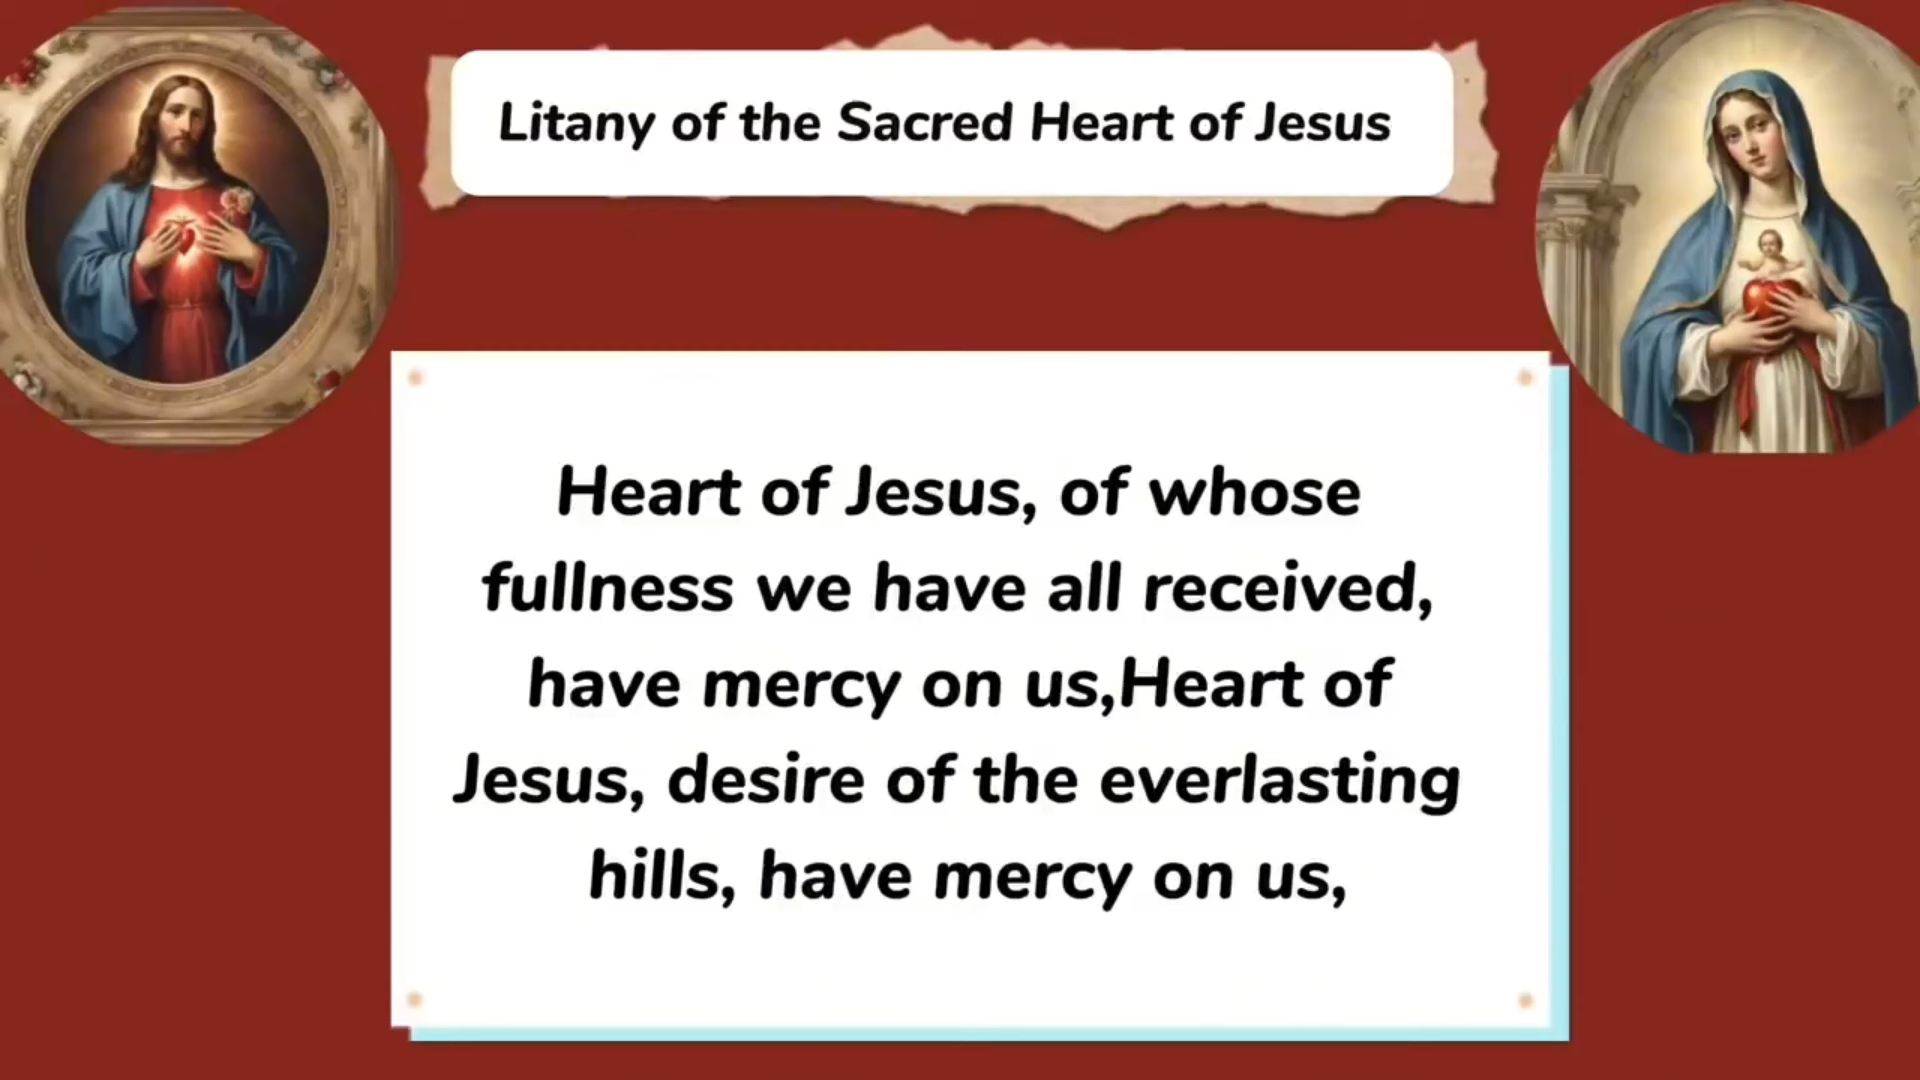 Litany of the Sacred Heart of Jesus
Heart of Jesus, of whose
fullness we have all received,
have mercy on us,Heart of
Jesus, desire of the everlasting
hills, have mercy on us,